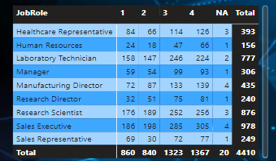 JobRole 1 2 3 4 NA Total
Healthcare Representative 84 66 114 126 3 393
Human Resources 24 18 47 66 1 156
Laboratory Technician 158 147 246 224 2 777
Manager 59 54 99 93 1 306
Manufacturing Director 72 87 133 139 4 435
Research Director 32 51 75 81 1 240
Research Scientist 176 189 252 256 3 876
Sales Executive 186 198 285 305 4 978
Sales Representative 69 30 72 77 1 249
Total 860 840 1323 1367 20 4410